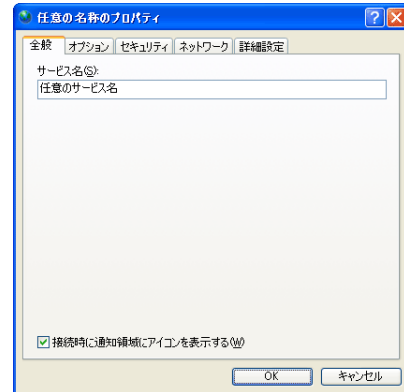 任意の名称のプロパティ
全般 オプション セキュリティ ネットワーク 詳細設定
サービス名(S):
任意のサービス名
接続時に通知領域にアイコンを表示する(W)
OK キャンセル